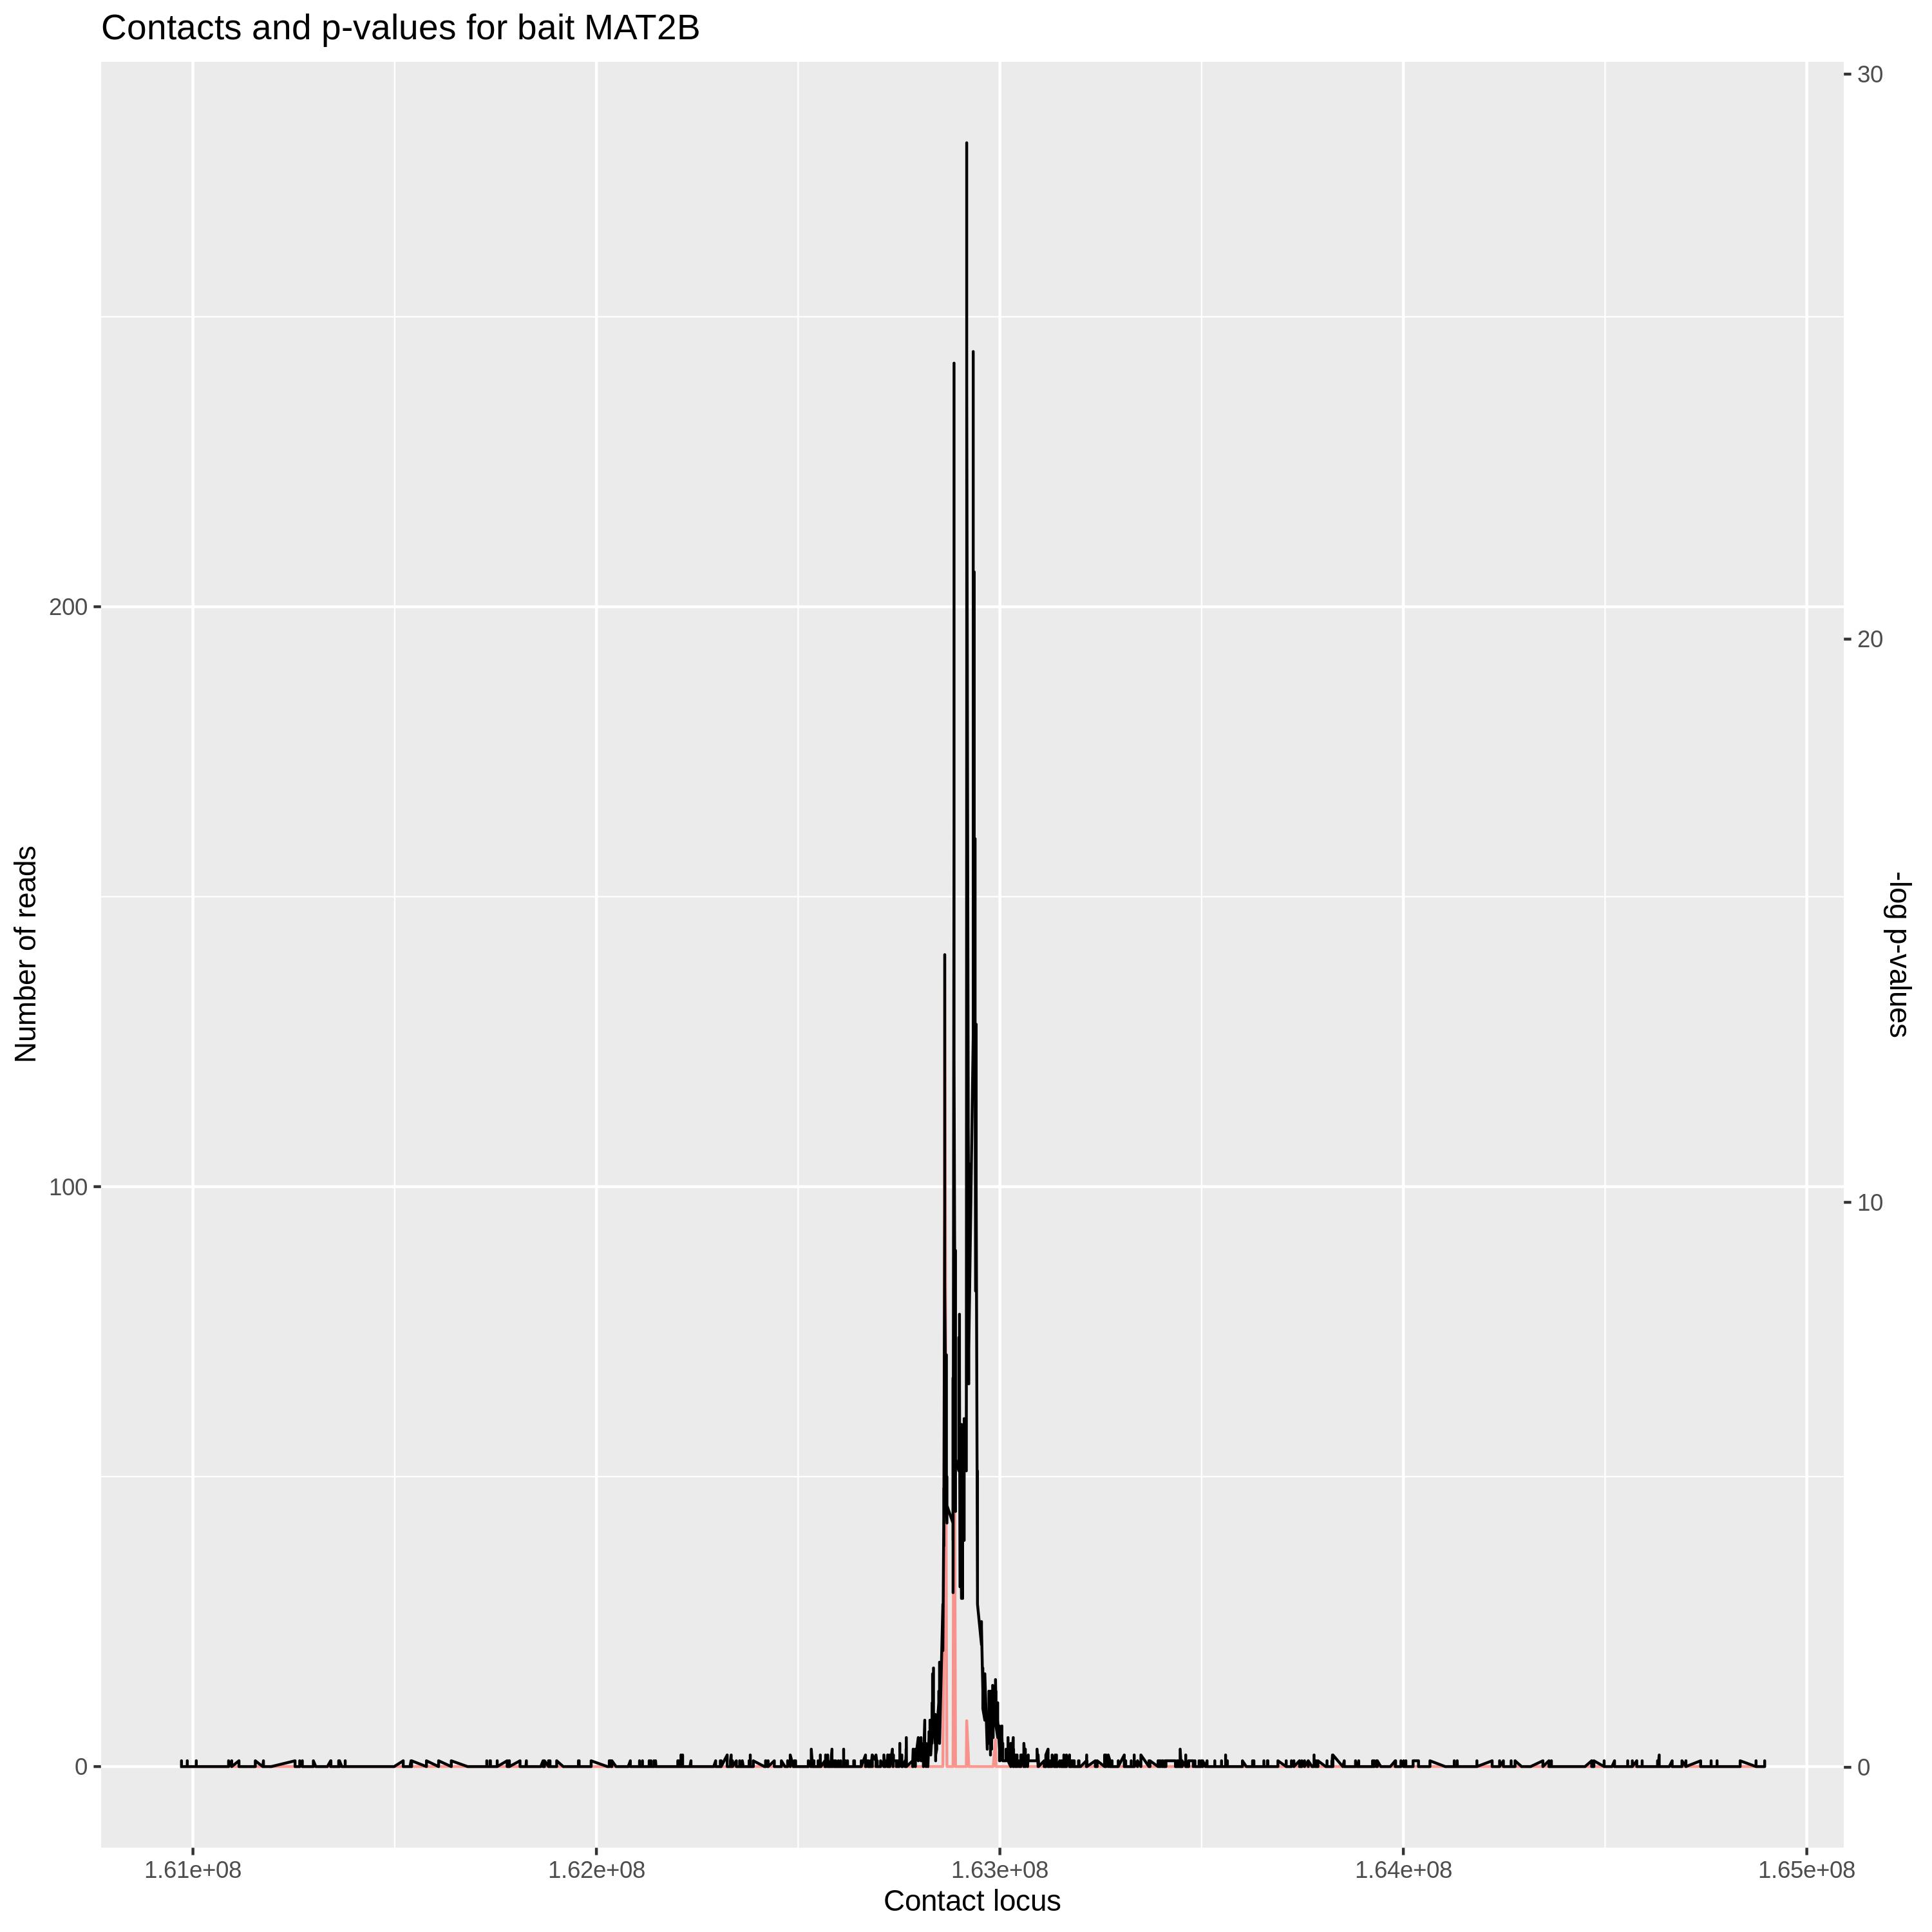 Contacts and p-values for bait MAT2B
30
200
20
Number of reads
-log p-values
100
10
0
0
1.61e+08
1.62e+08
1.63e+08
1.64e+08
1.65e+08
Contact locus